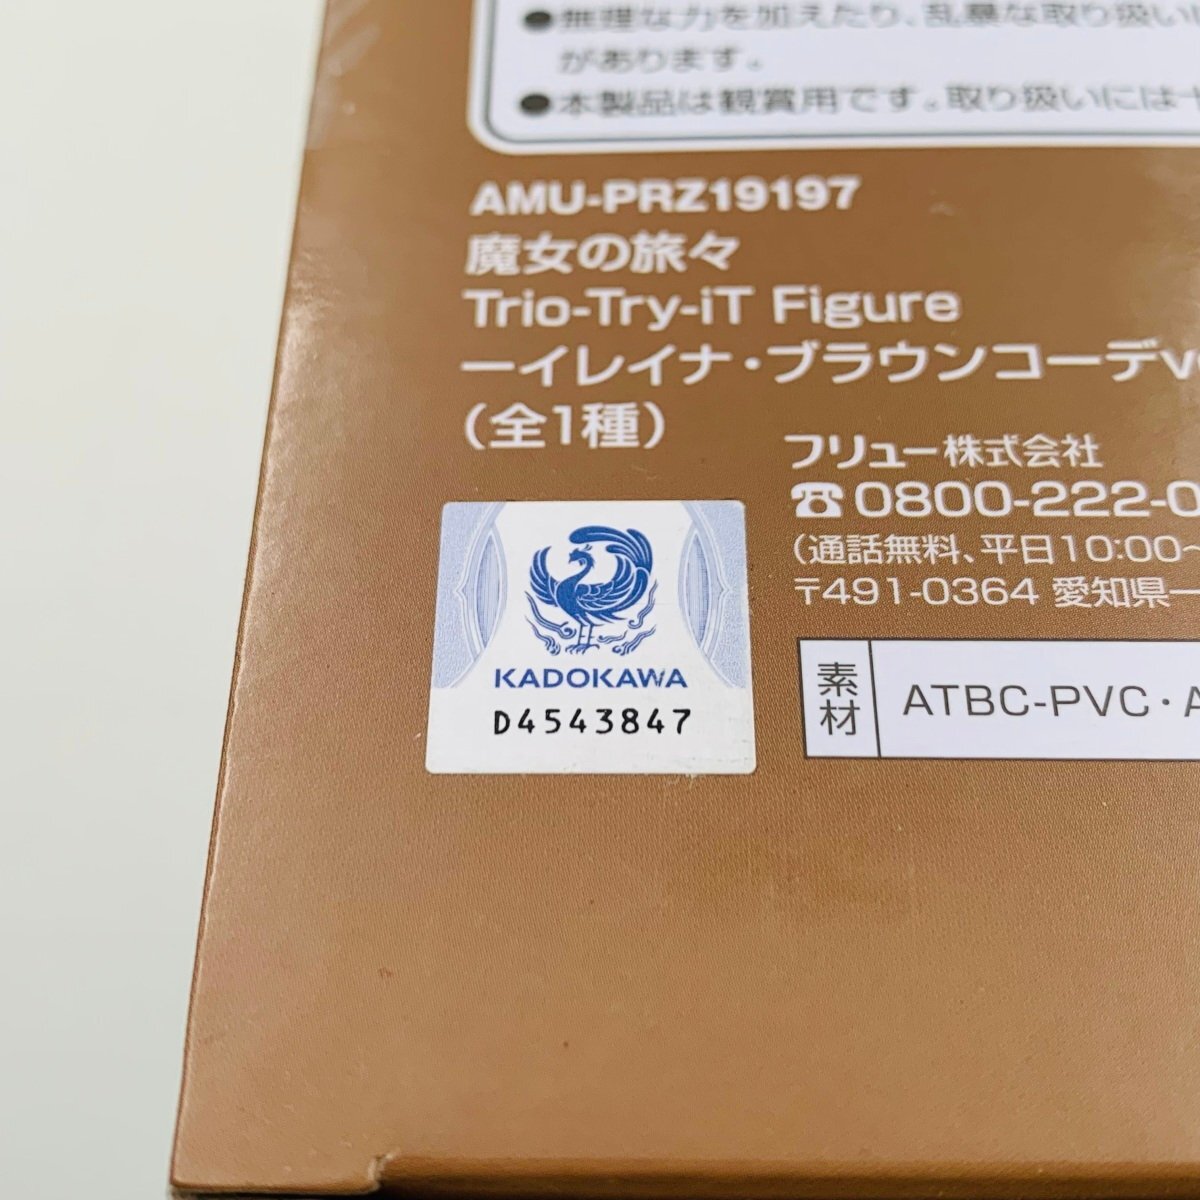 ●無理な力を加えたり、乱暴な取り扱い
があります。
●本製品は観賞用です。取り扱いには十
AMU-PRZ19197
魔女の旅々
Trio-Try-iT Figure
ーイレイナ・ブラウンコーデv
(全1種)
フリュー株式会社
☎0800-222-0
(通話無料、平日10:00~
〒491-0364 愛知県一
KADOKAWA
D4543847
素材
ATBC-PVC・A